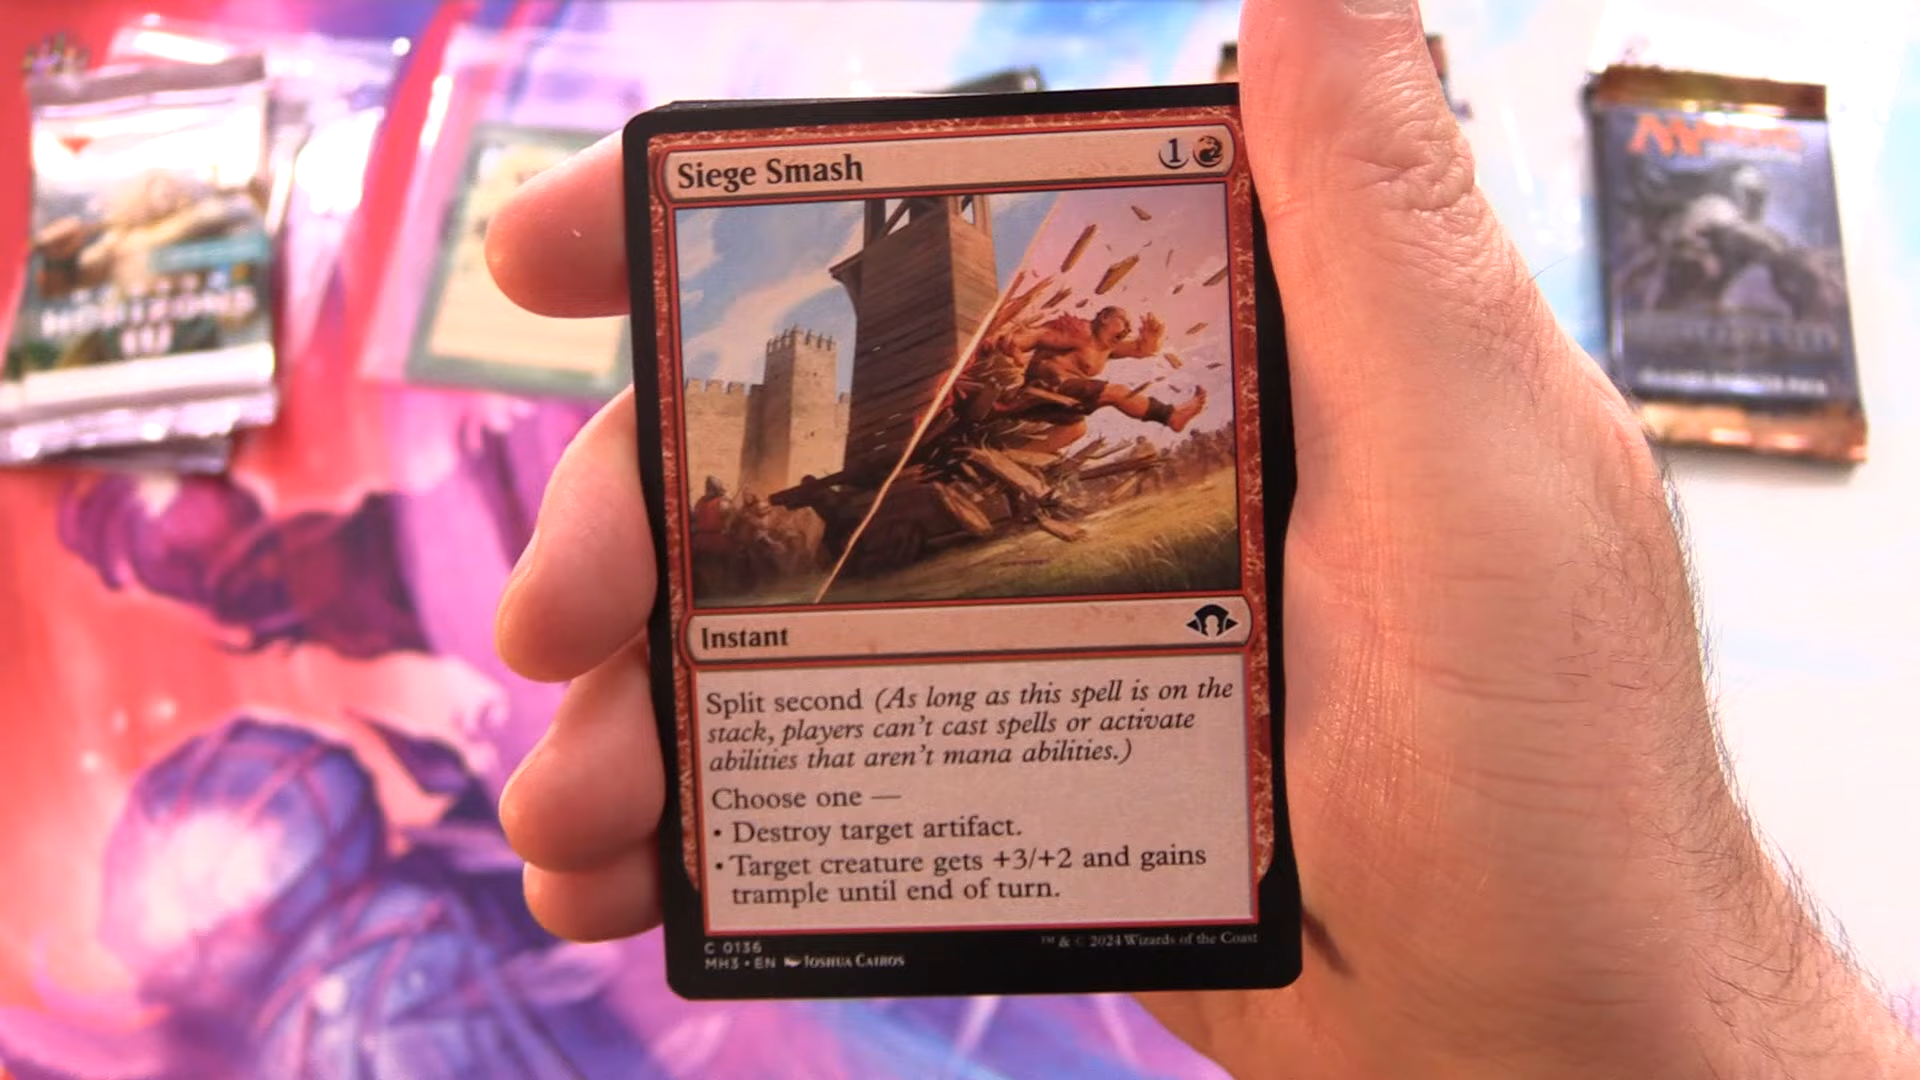 Siege Smash 1
Instant
Split second (As long as this spell is on the
stack, players can't cast spells or activate
abilities that aren't mana abilities.)
Choose one —
• Destroy target artifact.
• Target creature gets +3/+2 and gains
trample until end of turn.
C 0136
MH3 • EN Joshua Cairos
™ & © 2024 Wizards of the Coast
HORIZONS